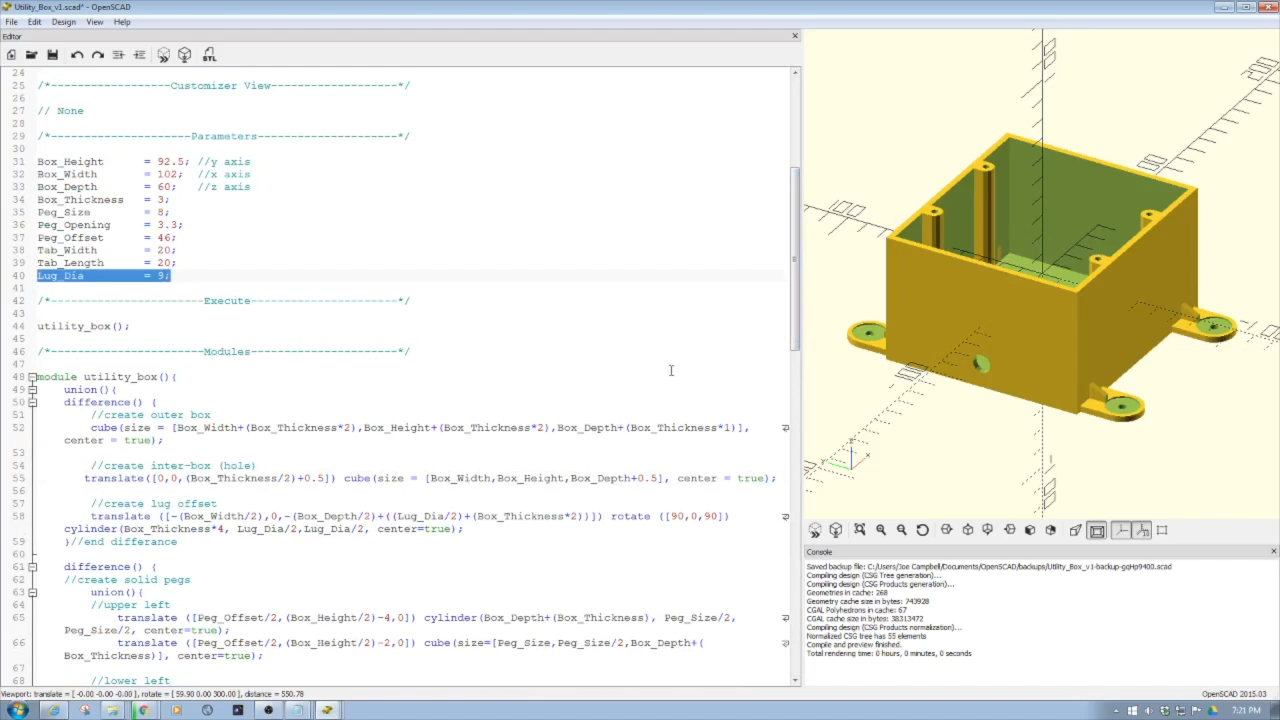 Utility_Box_v1.scad* - OpenSCAD
File Edit Design View Help
Editor
24
25 /*------------------Customizer View-------------------*/
26
27 // None
28
29 /*---------------------Parameters---------------------*/
30
31 Box_Height = 92.5; //y axis
32 Box_Width = 102; //x axis
33 Box_Depth = 60; //z axis
34 Box_Thickness = 3;
35 Peg_Size = 8;
36 Peg_Opening = 3.3;
37 Peg_Offset = 46;
38 Tab_Width = 20;
39 Tab_Length = 20;
40 Lug_Dia = 9;
41
42 /*-----------------------Execute----------------------*/
43
44 utility_box();
45
46 /*-----------------------Modules----------------------*/
47
48 module utility_box(){
49 union(){
50 difference() {
51 //create outer box
52 cube(size = [Box_Width+(Box_Thickness*2),Box_Height+(Box_Thickness*2),Box_Depth+(Box_Thickness*1)],
center = true);
53
54 //create inter-box (hole)
55 translate([0,0,(Box_Thickness/2)+0.5]) cube(size = [Box_Width,Box_Height,Box_Depth+0.5], center = true);
56
57 //create lug offset
58 translate ([-(Box_Width/2),0,-(Box_Depth/2)+((Lug_Dia/2)+(Box_Thickness*2))]) rotate ([90,0,90])
cylinder(Box_Thickness*4, Lug_Dia/2,Lug_Dia/2, center=true);
59 }//end differance
60
61 difference() {
62 //create solid pegs
63 union(){
64 //upper left
65 translate ([Peg_Offset/2,(Box_Height/2)-4,0]) cylinder(Box_Depth+(Box_Thickness), Peg_Size/2,
Peg_Size/2, center=true);
66 translate ([Peg_Offset/2,(Box_Height/2)-2,0]) cube(size=[Peg_Size,Peg_Size/2,Box_Depth+(
Box_Thickness)], center=true);
67
68 //lower left
STL
100
100
100
100
z
x
y
Console
Saved backup file: C:/Users/Joe Campbell/Documents/OpenSCAD/backups/Utility_Box_v1-backup-gqHp9400.scad
Compiling design (CSG Tree generation)...
Compiling design (CSG Products generation)...
Geometries in cache: 268
Geometry cache size in bytes: 743928
CGAL Polyhedrons in cache: 67
CGAL cache size in bytes: 38313472
Compiling design (CSG Products normalization)...
Normalized CSG tree has 55 elements
Compile and preview finished.
Total rendering time: 0 hours, 0 minutes, 0 seconds
Viewport: translate = [ -0.00 -0.00 -0.00 ], rotate = [ 59.90 0.00 300.00 ], distance = 550.78
OpenSCAD 2015.03
7:21 PM